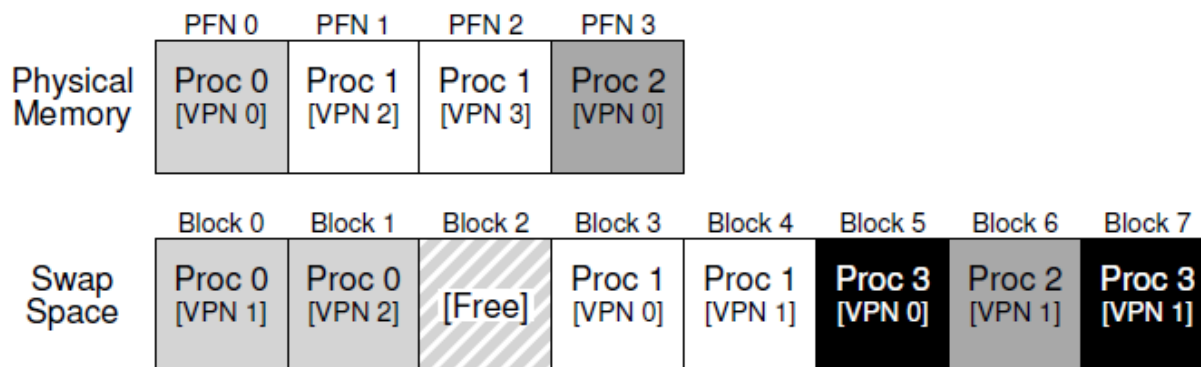 PFN 0 PFN 1 PFN 2 PFN 3
Physical Memory
Proc 0 [VPN 0]
Proc 1 [VPN 2]
Proc 1 [VPN 3]
Proc 2 [VPN 0]
Block 0 Block 1 Block 2 Block 3 Block 4 Block 5 Block 6 Block 7
Swap Space
Proc 0 [VPN 1]
Proc 0 [VPN 2]
[Free]
Proc 1 [VPN 0]
Proc 1 [VPN 1]
Proc 3 [VPN 0]
Proc 2 [VPN 1]
Proc 3 [VPN 1]